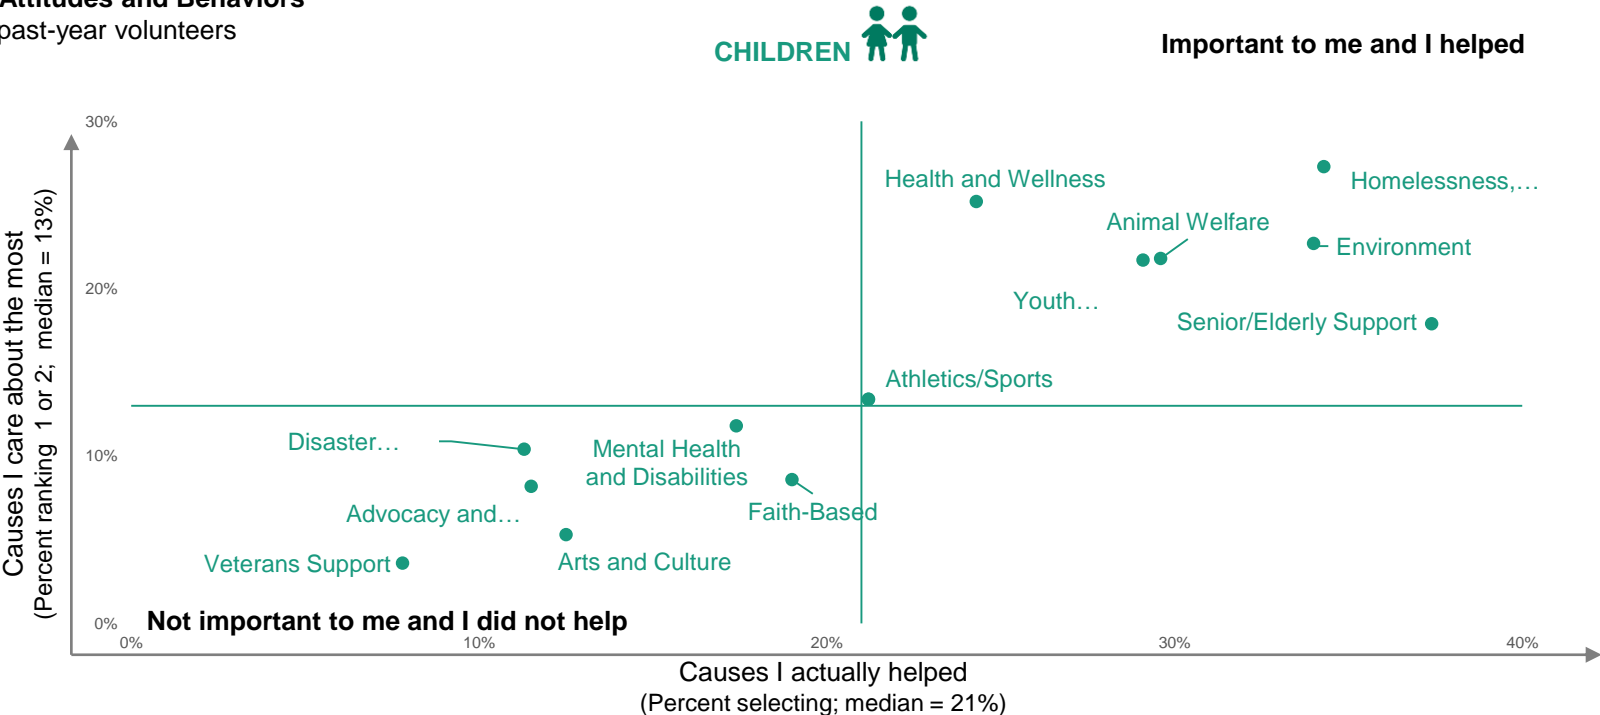 Attitudes and Behaviors
past-year volunteers
CHILDREN
Important to me and I helped
30%
Health and Wellness
Homelessness,…
Animal Welfare
Environment
20%
Youth…
Senior/Elderly Support
Athletics/Sports
Disaster…
Mental Health
and Disabilities
10%
Advocacy and…
Faith-Based
Veterans Support
Arts and Culture
0%
Not important to me and I did not help
0%
10%
20%
30%
40%
Causes I care about the most
(Percent ranking 1 or 2; median = 13%)
Causes I actually helped
(Percent selecting; median = 21%)